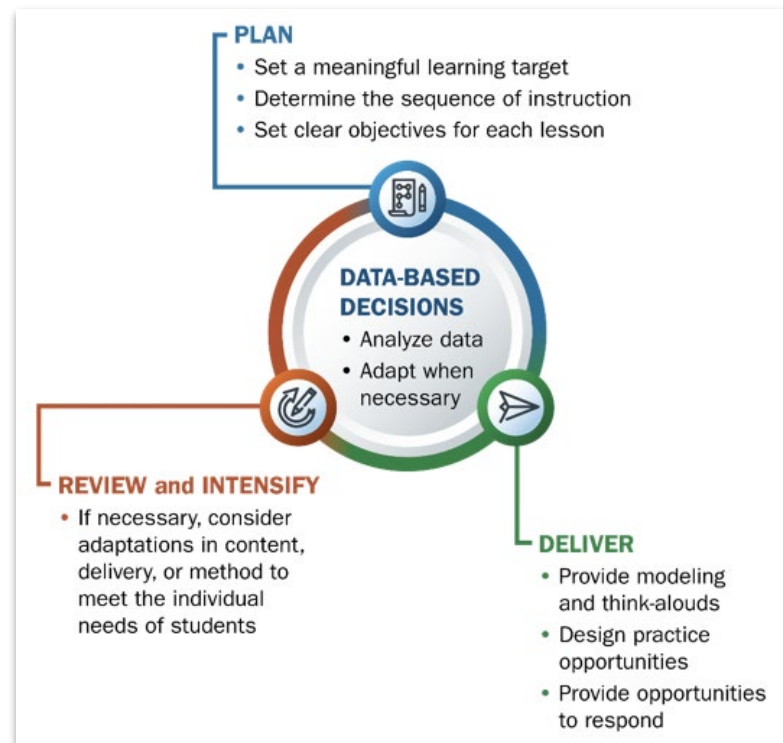 PLAN
• Set a meaningful learning target
• Determine the sequence of instruction
• Set clear objectives for each lesson
DATA-BASED
DECISIONS
• Analyze data
• Adapt when
necessary
REVIEW and INTENSIFY
• If necessary, consider
adaptations in content,
delivery, or method to
meet the individual
needs of students
DELIVER
• Provide modeling
and think-alouds
• Design practice
opportunities
• Provide opportunities
to respond